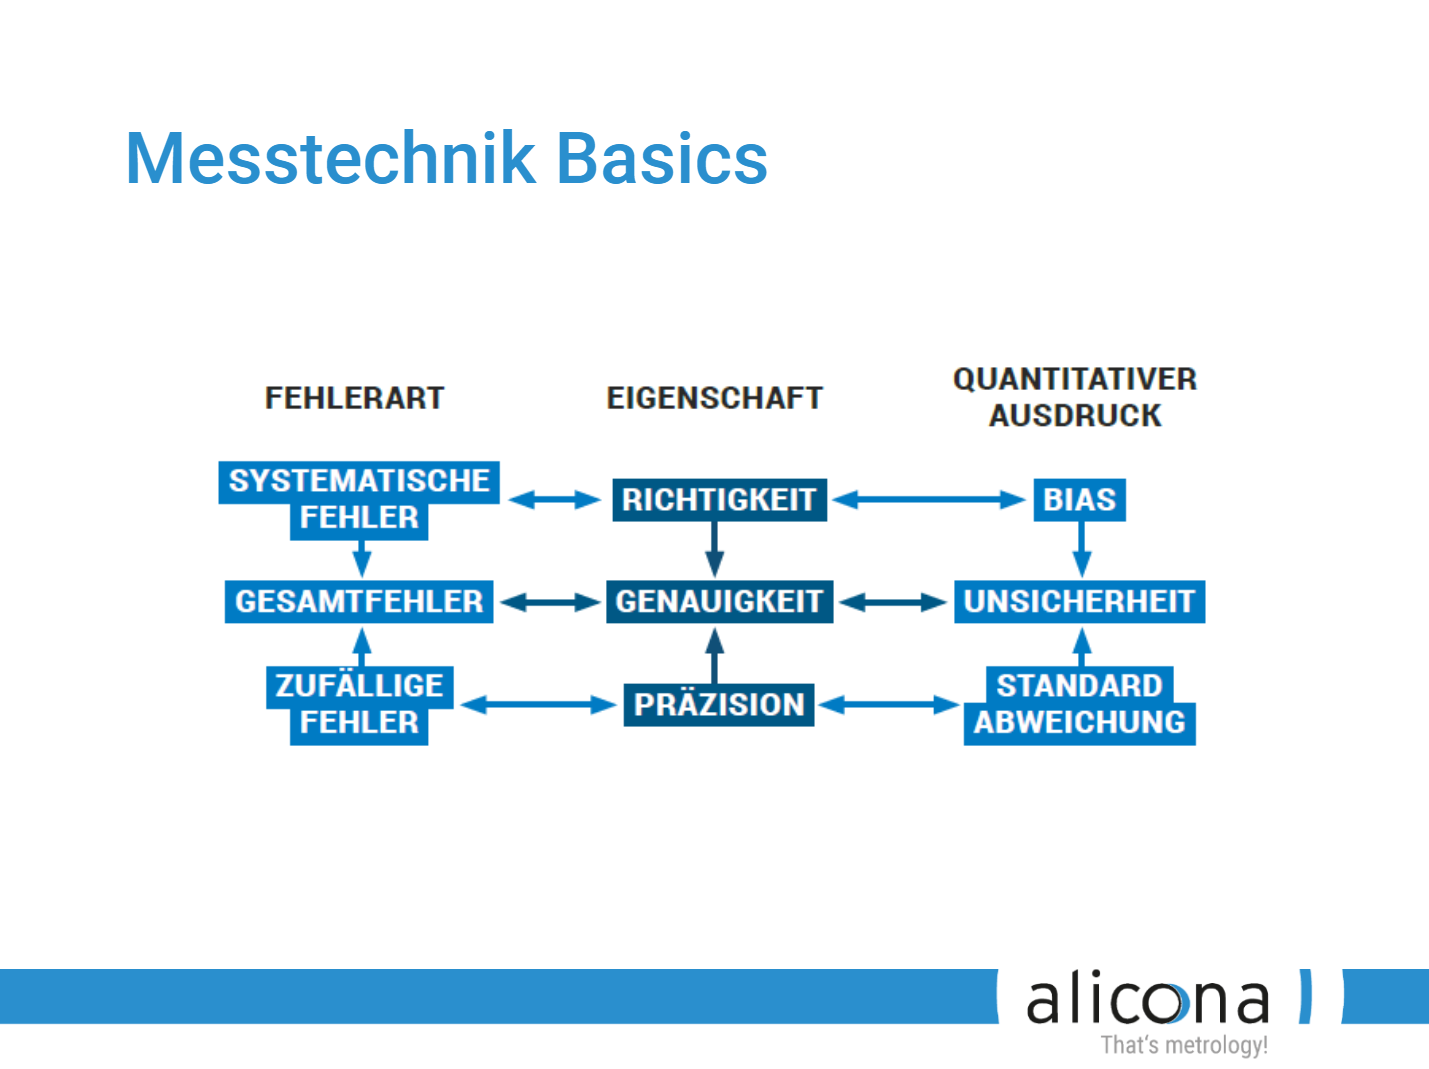 Messtechnik Basics
FEHLERART
EIGENSCHAFT
QUANTITATIVER
AUSDRUCK
SYSTEMATISCHE
FEHLER
RICHTIGKEIT
BIAS
GESAMTFEHLER
GENAUIGKEIT
UNSICHERHEIT
ZUFÄLLIGE
FEHLER
PRÄZISION
STANDARD
ABWEICHUNG
alicona
That's metrology!